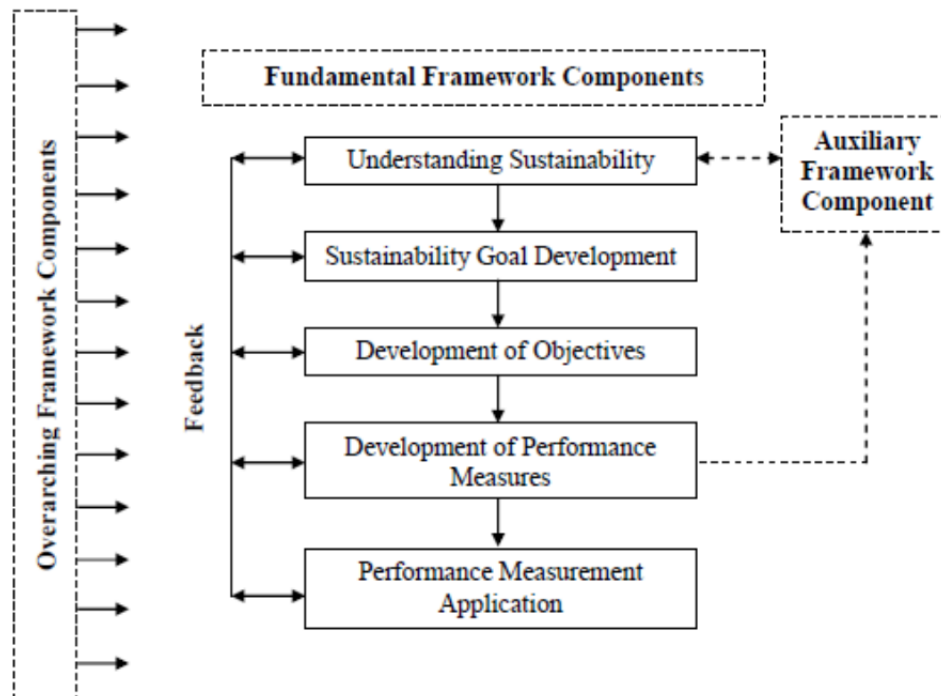 Overarching Framework Components
Fundamental Framework Components
Understanding Sustainability
Auxiliary
Framework
Component
Sustainability Goal Development
Feedback
Development of Objectives
Development of Performance
Measures
Performance Measurement
Application